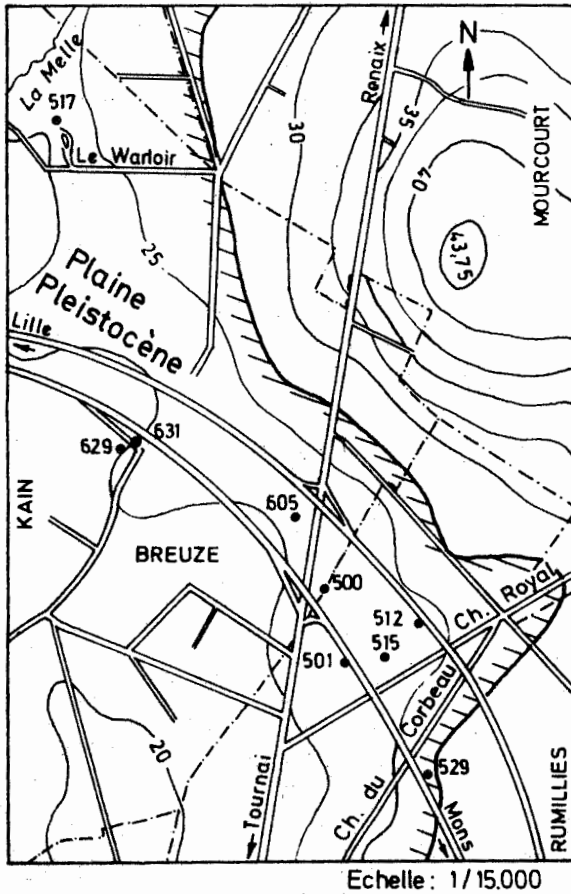 La Melle
517
Le Warloir
N
Renaix
30
35
40
43,75
MOURCOURT
25
Plaine
Pleistocène
Lille
629
631
KAIN
605
BREUZE
500
512
Ch. Royal
515
501
Corbeau
Ch. du
529
20
Tournai
Mons
RUMILLIES
Echelle: 1/15.000